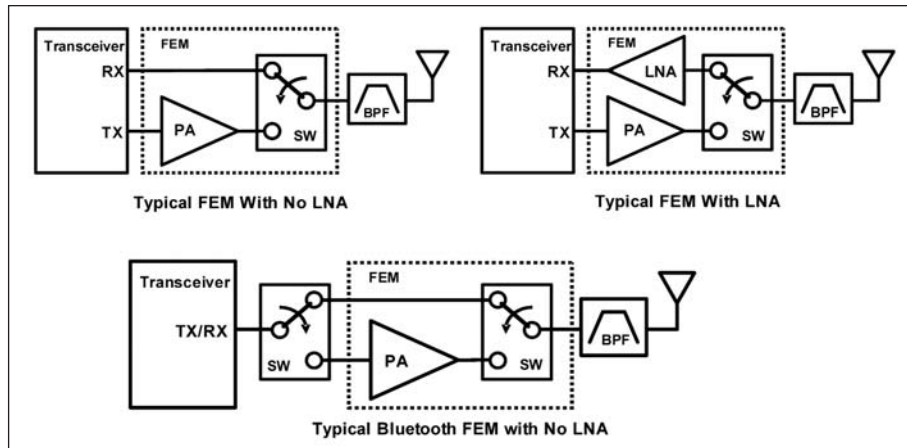 Transceiver
FEM
RX
TX
PA
SW
BPF
Typical FEM With No LNA
Transceiver
FEM
RX
LNA
TX
PA
SW
BPF
Typical FEM With LNA
Transceiver
FEM
TX/RX
SW
PA
SW
BPF
Typical Bluetooth FEM with No LNA